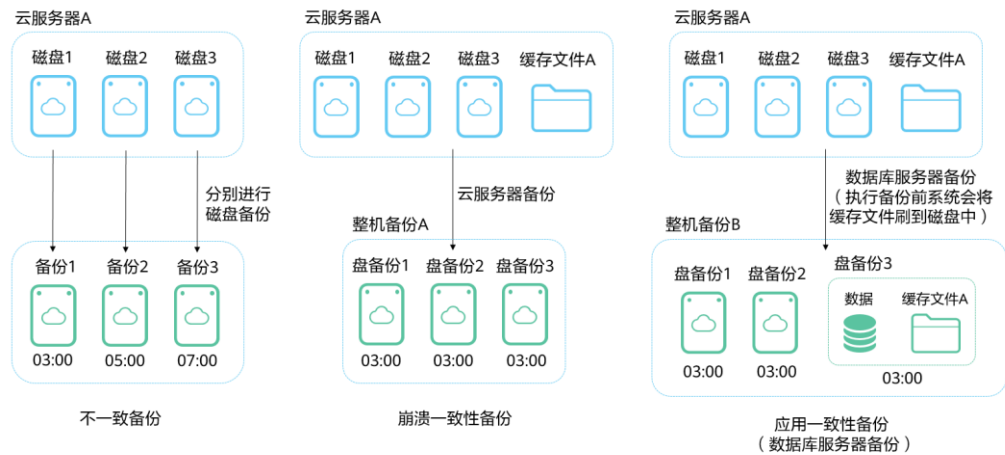 云服务器A
磁盘1 磁盘2 磁盘3
分别进行
磁盘备份
备份1 备份2 备份3
03:00 05:00 07:00
不一致备份
云服务器A
磁盘1 磁盘2 磁盘3 缓存文件A
云服务器备份
整机备份A
盘备份1 盘备份2 盘备份3
03:00 03:00 03:00
崩溃一致性备份
云服务器A
磁盘1 磁盘2 磁盘3 缓存文件A
数据库服务器备份
（执行备份前系统会将
缓存文件刷到磁盘中）
整机备份B
盘备份1 盘备份2 盘备份3
数据 缓存文件A
03:00 03:00 03:00
应用一致性备份
（数据库服务器备份）